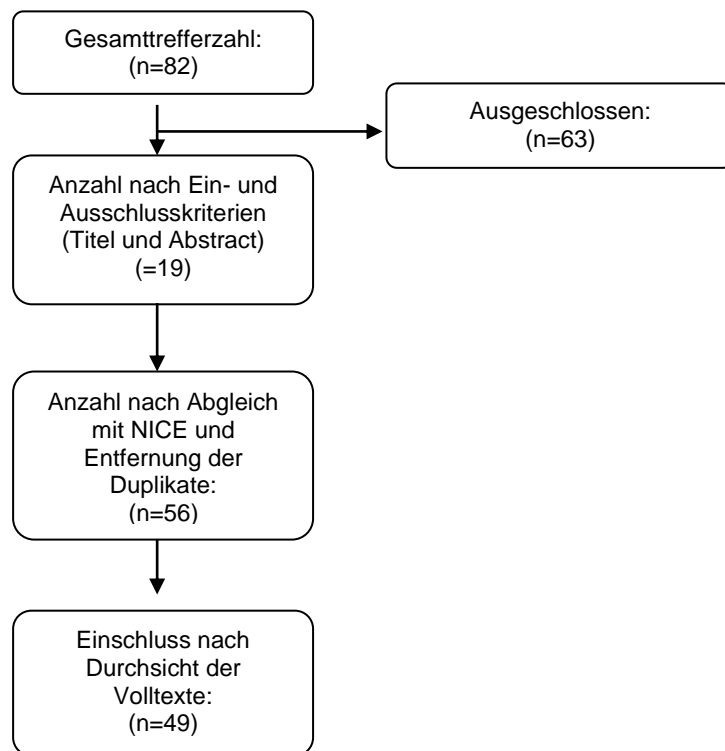 Gesamttrefferzahl:
(n=82)
Ausgeschlossen:
(n=63)
Anzahl nach Ein- und
Ausschlusskriterien
(Titel und Abstract)
(=19)
Anzahl nach Abgleich
mit NICE und
Entfernung der
Duplikate:
(n=56)
Einschluss nach
Durchsicht der
Volltexte:
(n=49)